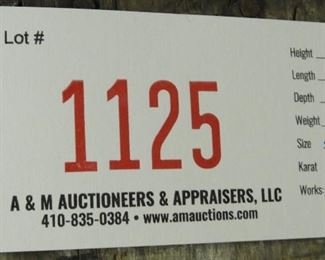 Lot #
1125
A & M AUCTIONEERS & APPRAISERS, LLC
410-835-0384 • www.amauctions.com
Height
Length
Depth
Weight
Size
Karat
Works: